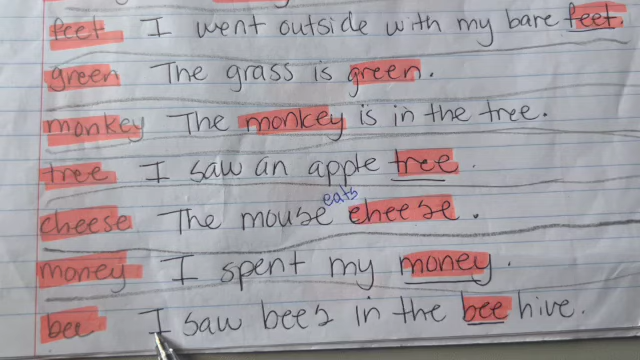 feet I went outside with my bare feet.
green The grass is green.
monkey The monkey is in the tree.
tree I saw an apple tree.
eats
cheese The mouse cheese.
money I spent my money.
bee I saw bees in the bee hive.